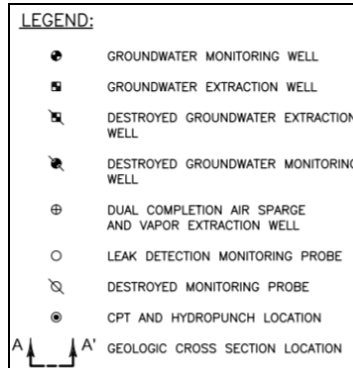 LEGEND:
GROUNDWATER MONITORING WELL
GROUNDWATER EXTRACTION WELL
DESTROYED GROUNDWATER EXTRACTION
WELL
DESTROYED GROUNDWATER MONITORING
WELL
DUAL COMPLETION AIR SPARGE
AND VAPOR EXTRACTION WELL
LEAK DETECTION MONITORING PROBE
DESTROYED MONITORING PROBE
CPT AND HYDROPUNCH LOCATION
A A' GEOLOGIC CROSS SECTION LOCATION